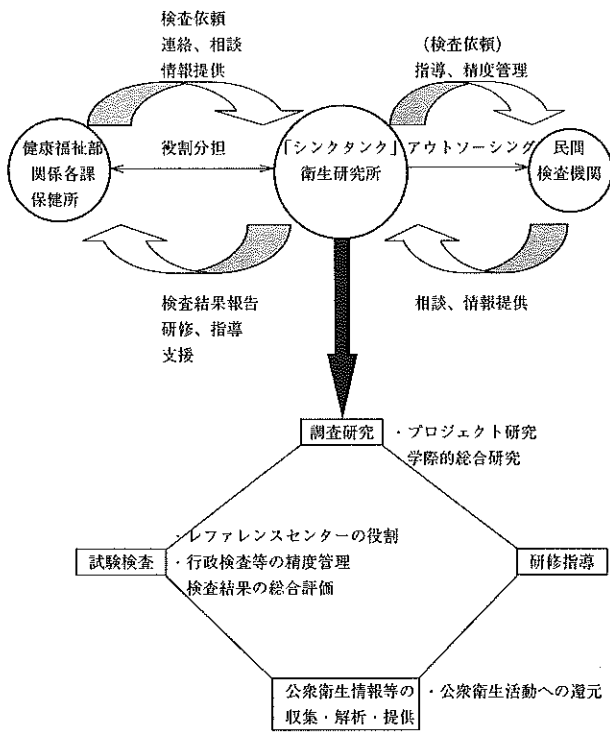 検査依頼
連絡、相談
情報提供
(検査依頼)
指導、精度管理
健康福祉部
関係各課
保健所
役割分担
「シンクタンク」
衛生研究所
アウトソーシング
民間
検査機関
検査結果報告
研修、指導
支援
相談、情報提供
調査研究
・プロジェクト研究
学際的総合研究
試験検査
・レファレンスセンターの役割
・行政検査等の精度管理
検査結果の総合評価
研修指導
公衆衛生情報等の
収集・解析・提供
・公衆衛生活動への還元